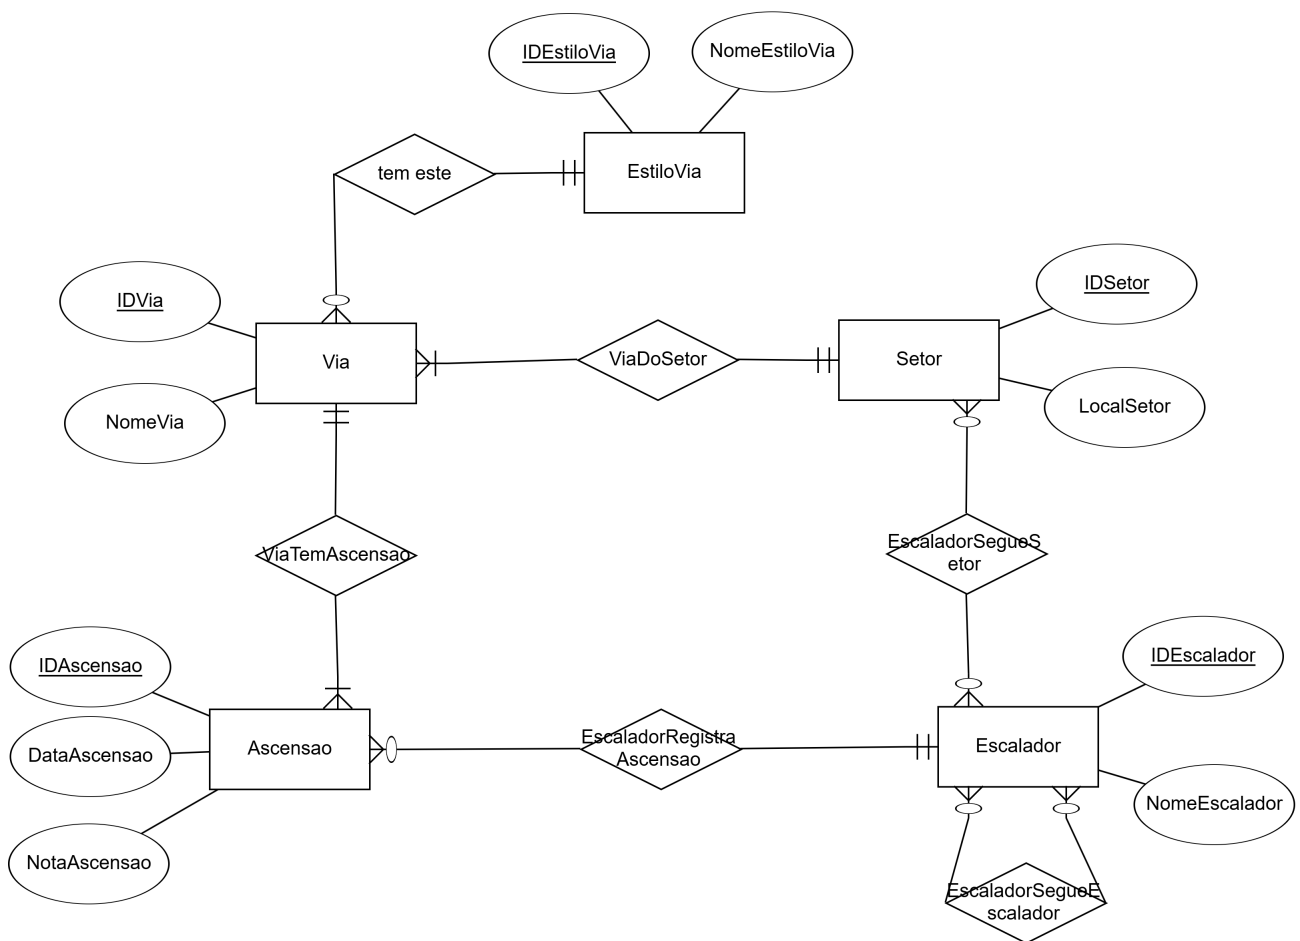 IDEstiloVia
NomeEstiloVia
tem este
EstiloVia
IDVia
IDSetor
Via
ViaDoSetor
Setor
NomeVia
LocalSetor
ViaTemAscensao
EscaladorSegueS
etor
IDAscensao
IDEscalador
DataAscensao
Ascensao
EscaladorRegistra
Ascensao
Escalador
NomeEscalador
NotaAscensao
EscaladorSegueE
scalador